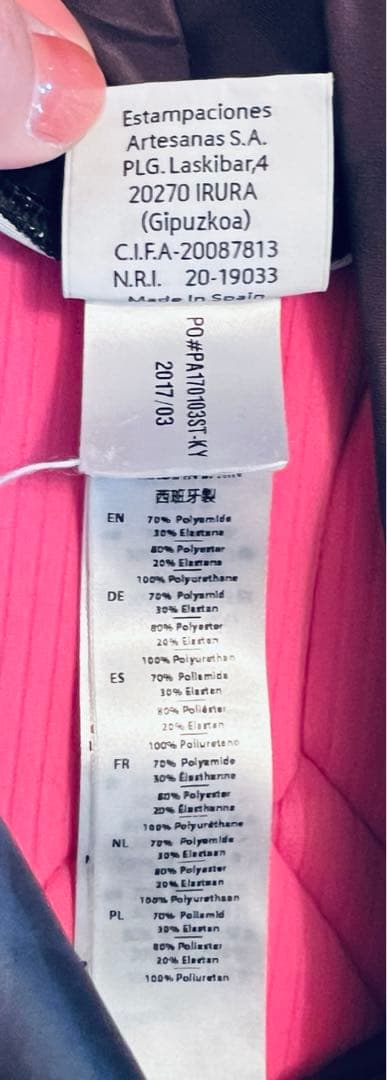 Estampaciones
Artesanas S.A.
PLG. Laskibar,4
20270 IRURA
(Gipuzkoa)
C.I.F.A-20087813
N.R.I. 20-19033
Made In Spain
PO#PA170103ST-KY
2017/03
西班牙製
EN 70% Polyamide
30% Elastane
80% Polyester
20% Elastane
100% Polyurethane
DE 70% Polyamid
30% Elastan
80% Polyester
20% Elastan
100% Polyurethan
ES 70% Poliamida
30% Elastan
80% Poliéster
20% Elastan
100% Poliuretano
FR 70% Polyamide
30% Élasthanne
80% Polyester
20% Élasthanne
100% Polyuréthane
NL 70% Polyamide
30% Elastaan
80% Polyester
20% Elastaan
100% Polyurethaan
PL 70% Poliamid
30% Elastan
80% Poliester
20% Elastan
100% Poliuretan